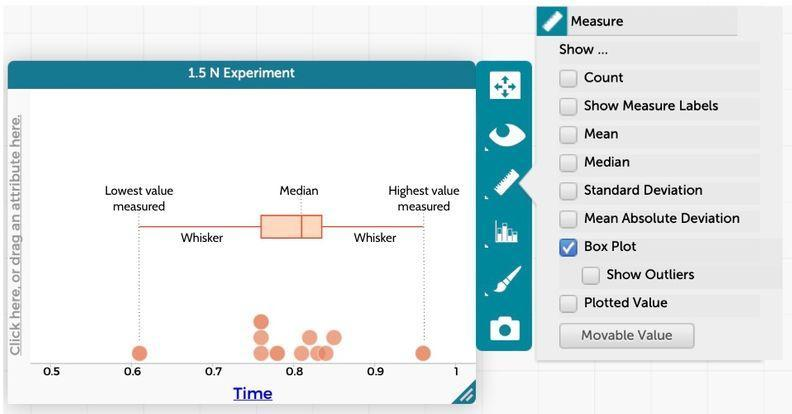 Measure
Show ...
Count
Show Measure Labels
Mean
Median
Standard Deviation
Mean Absolute Deviation
Box Plot
Show Outliers
Plotted Value
Movable Value
1.5 N Experiment
Click here, or drag an attribute here.
Lowest value
measured
Median
Highest value
measured
Whisker
Whisker
0.5 0.6 0.7 0.8 0.9 1
Time